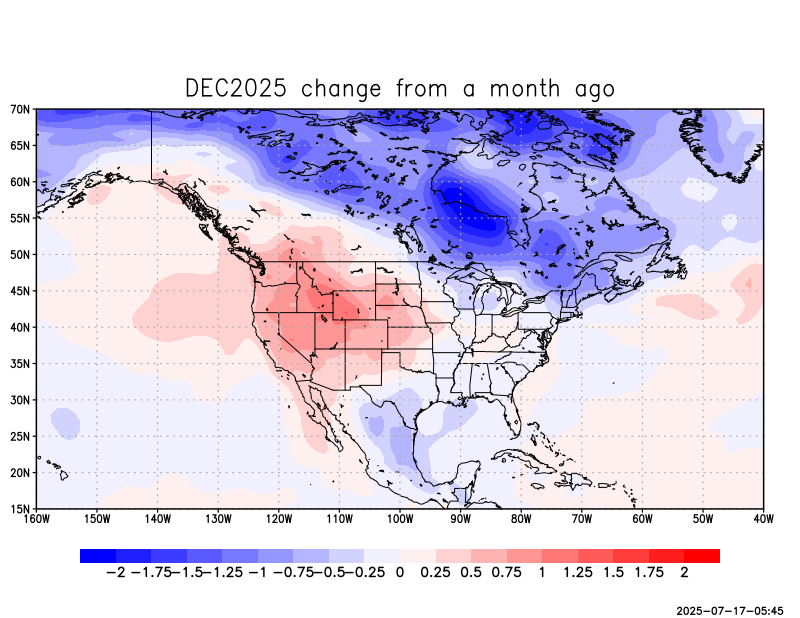 DEC2025 change from a month ago
70N
65N
60N
55N
50N
45N
40N
35N
30N
25N
20N
15N
160W 150W 140W 130W 120W 110W 100W 90W 80W 70W 60W 50W 40W
−2 −1.75 −1.5 −1.25 −1 −0.75 −0.5 −0.25 0 0.25 0.5 0.75 1 1.25 1.5 1.75 2
2025-07-17-05:45